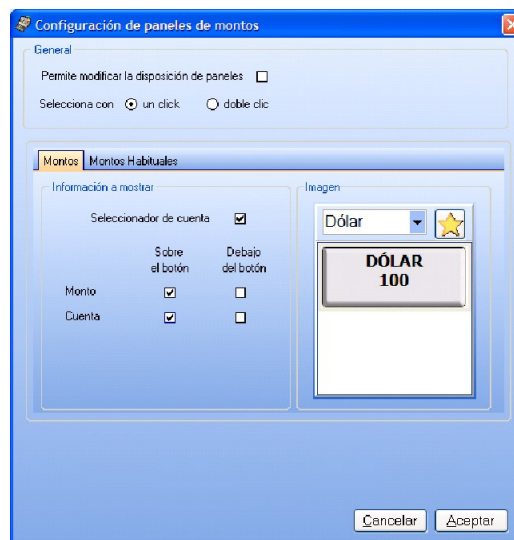 Configuración de paneles de montos
General
Permite modificar la disposición de paneles
Selecciona con un click doble clic
Montos Montos Habituales
Información a mostrar
Imagen
Seleccionador de cuenta
Dólar
Sobre el botón
Debajo del botón
DÓLAR
100
Monto
Cuenta
Cancelar Aceptar